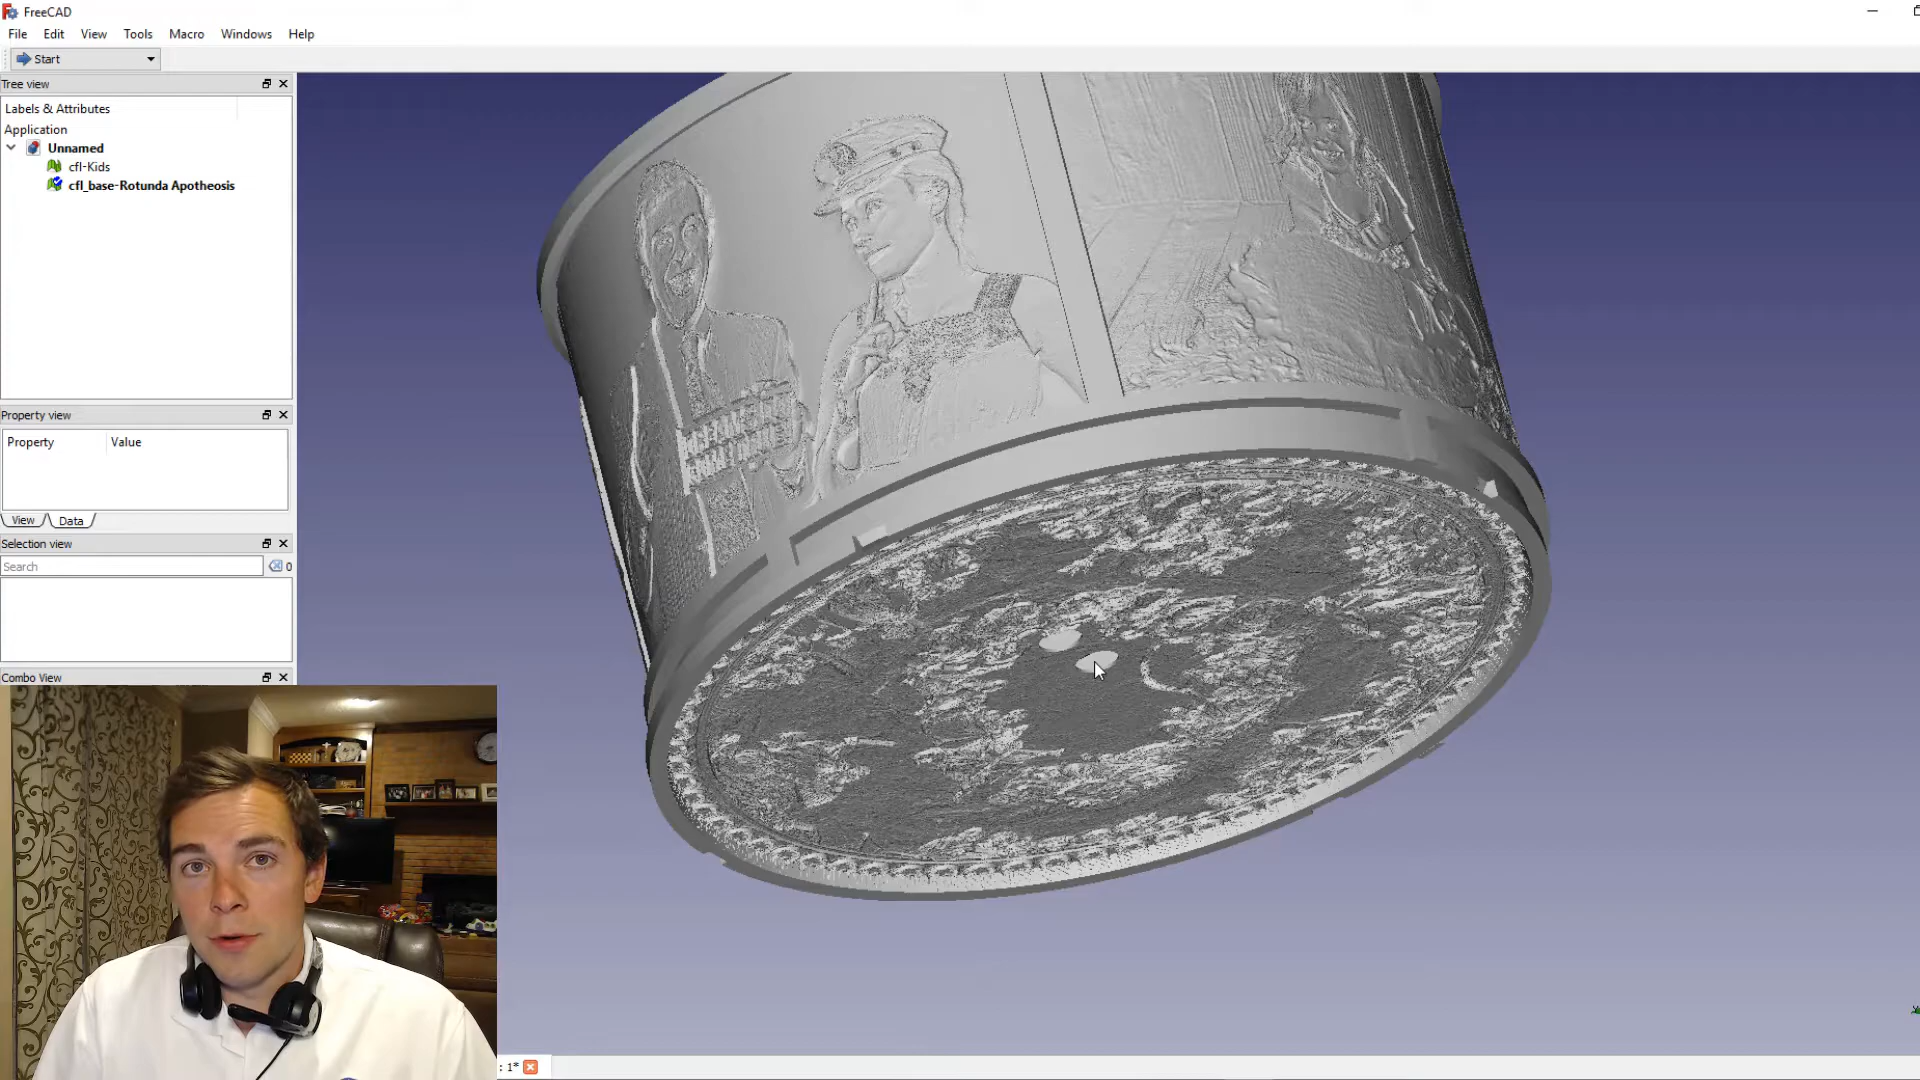 FreeCAD
File Edit View Tools Macro Windows Help
Start
Tree view
Labels & Attributes
Application
Unnamed
cfl-Kids
cfl_base-Rotunda Apotheosis
Property view
Property Value
View Data
Selection view
Search 0
Combo View
: 1*